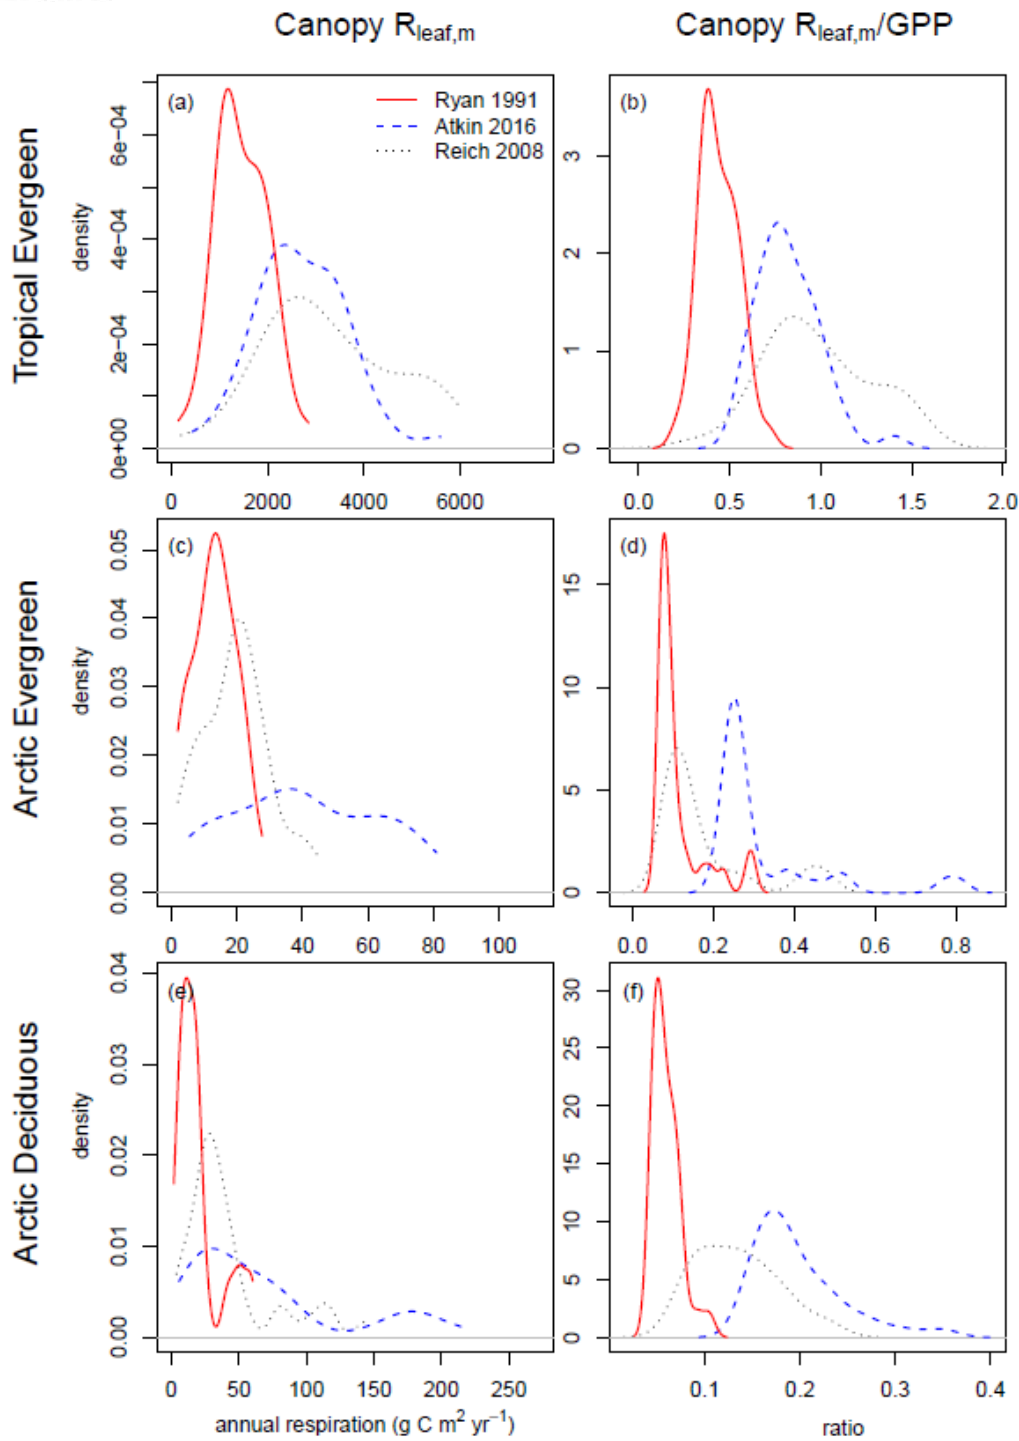 Canopy Rleaf,m
Canopy Rleaf,m/GPP
Tropical Evergeen
density
(a)
Ryan 1991
Atkin 2016
Reich 2008
0e+00 2e−04 4e−04 6e−04
0 2000 4000 6000
(b)
0 1 2 3
0.0 0.5 1.0 1.5 2.0
Arctic Evergreen
density
(c)
0.00 0.01 0.02 0.03 0.04 0.05
0 20 40 60 80 100
(d)
0 5 10 15
0.0 0.2 0.4 0.6 0.8
Arctic Deciduous
density
(e)
0.00 0.01 0.02 0.03 0.04
0 50 100 150 200 250
annual respiration (g C m² yr⁻¹)
(f)
0 5 10 15 20 25 30
0.1 0.2 0.3 0.4
ratio